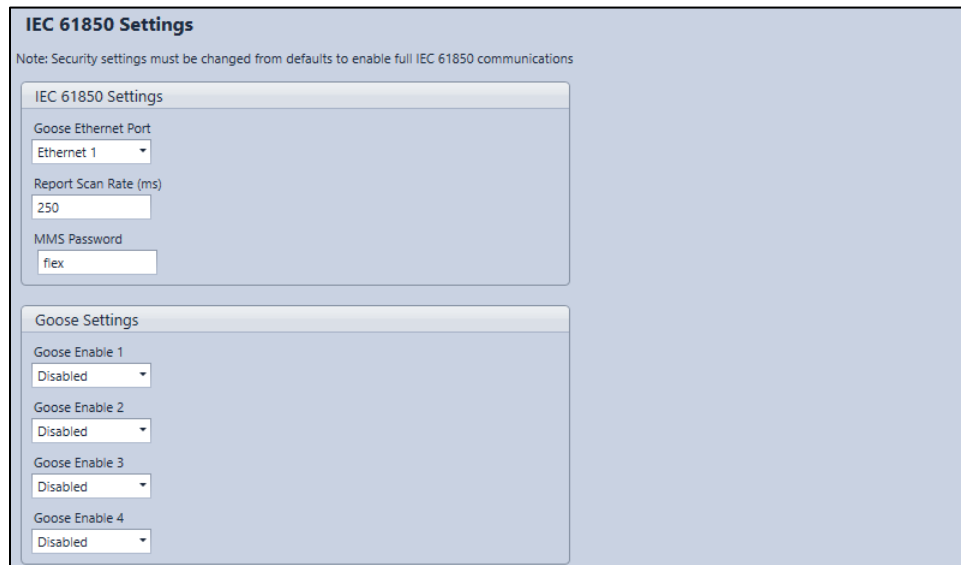 IEC 61850 Settings
Note: Security settings must be changed from defaults to enable full IEC 61850 communications
IEC 61850 Settings
Goose Ethernet Port
Ethernet 1
Report Scan Rate (ms)
250
MMS Password
flex
Goose Settings
Goose Enable 1
Disabled
Goose Enable 2
Disabled
Goose Enable 3
Disabled
Goose Enable 4
Disabled